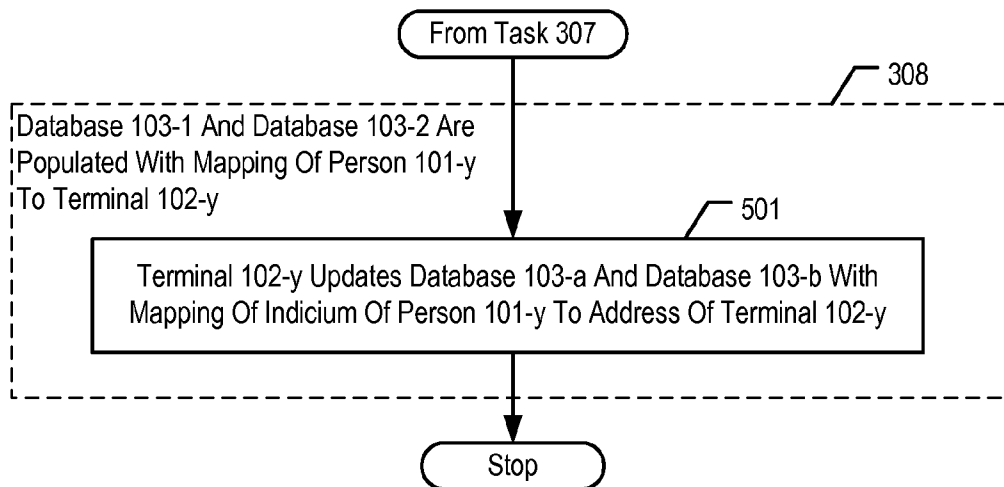 From Task 307
308
Database 103-1 And Database 103-2 Are
Populated With Mapping Of Person 101-y
To Terminal 102-y
501
Terminal 102-y Updates Database 103-a And Database 103-b With
Mapping Of Indicium Of Person 101-y To Address Of Terminal 102-y
Stop